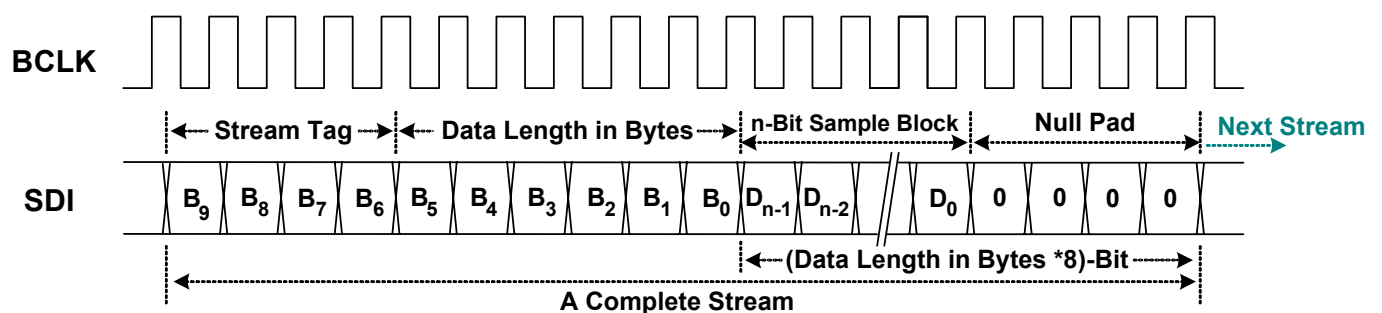 BCLK
Stream Tag Data Length in Bytes n-Bit Sample Block Null Pad Next Stream
SDI B9 B8 B7 B6 B5 B4 B3 B2 B1 B0 Dn-1 Dn-2 D0 0 0 0 0
(Data Length in Bytes *8)-Bit
A Complete Stream